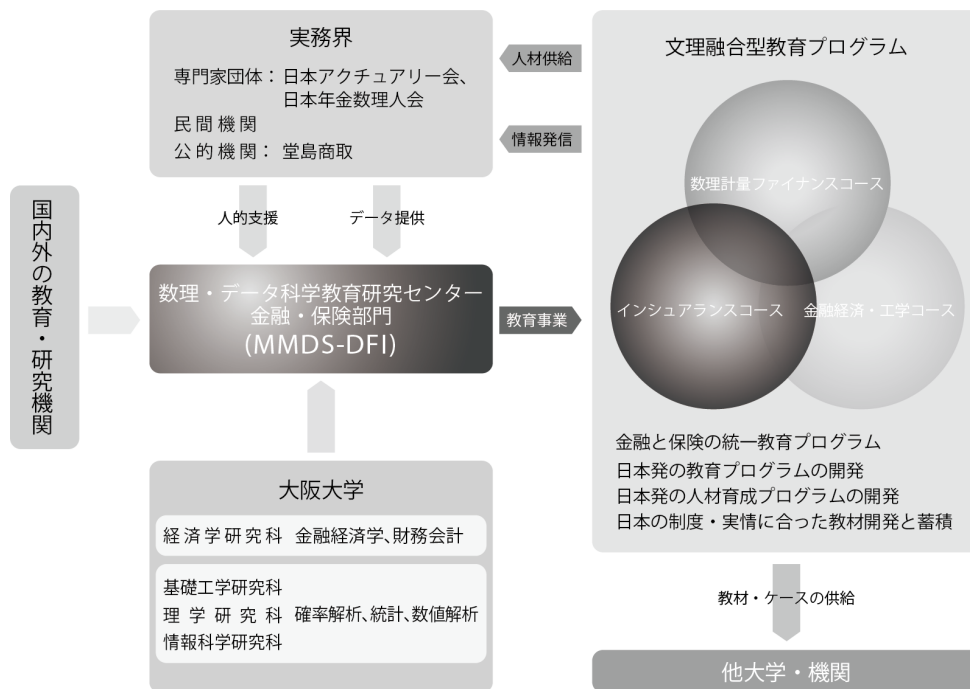 実務界
専門家団体：日本アクチュアリー会、
日本年金数理人会
民間機関
公的機関：堂島商取
人材供給
情報発信
人的支援
データ提供
国内外の教育・研究機関
数理・データ科学教育研究センター
金融・保険部門
(MMDS-DFI)
教育事業
大阪大学
経済学研究科 金融経済学、財務会計
基礎工学研究科
理学研究科 確率解析、統計、数値解析
情報科学研究科
文理融合型教育プログラム
数理計量ファイナンスコース
インシュアランスコース
金融経済・工学コース
金融と保険の統一教育プログラム
日本発の教育プログラムの開発
日本発の人材育成プログラムの開発
日本の制度・実情に合った教材開発と蓄積
教材・ケースの供給
他大学・機関